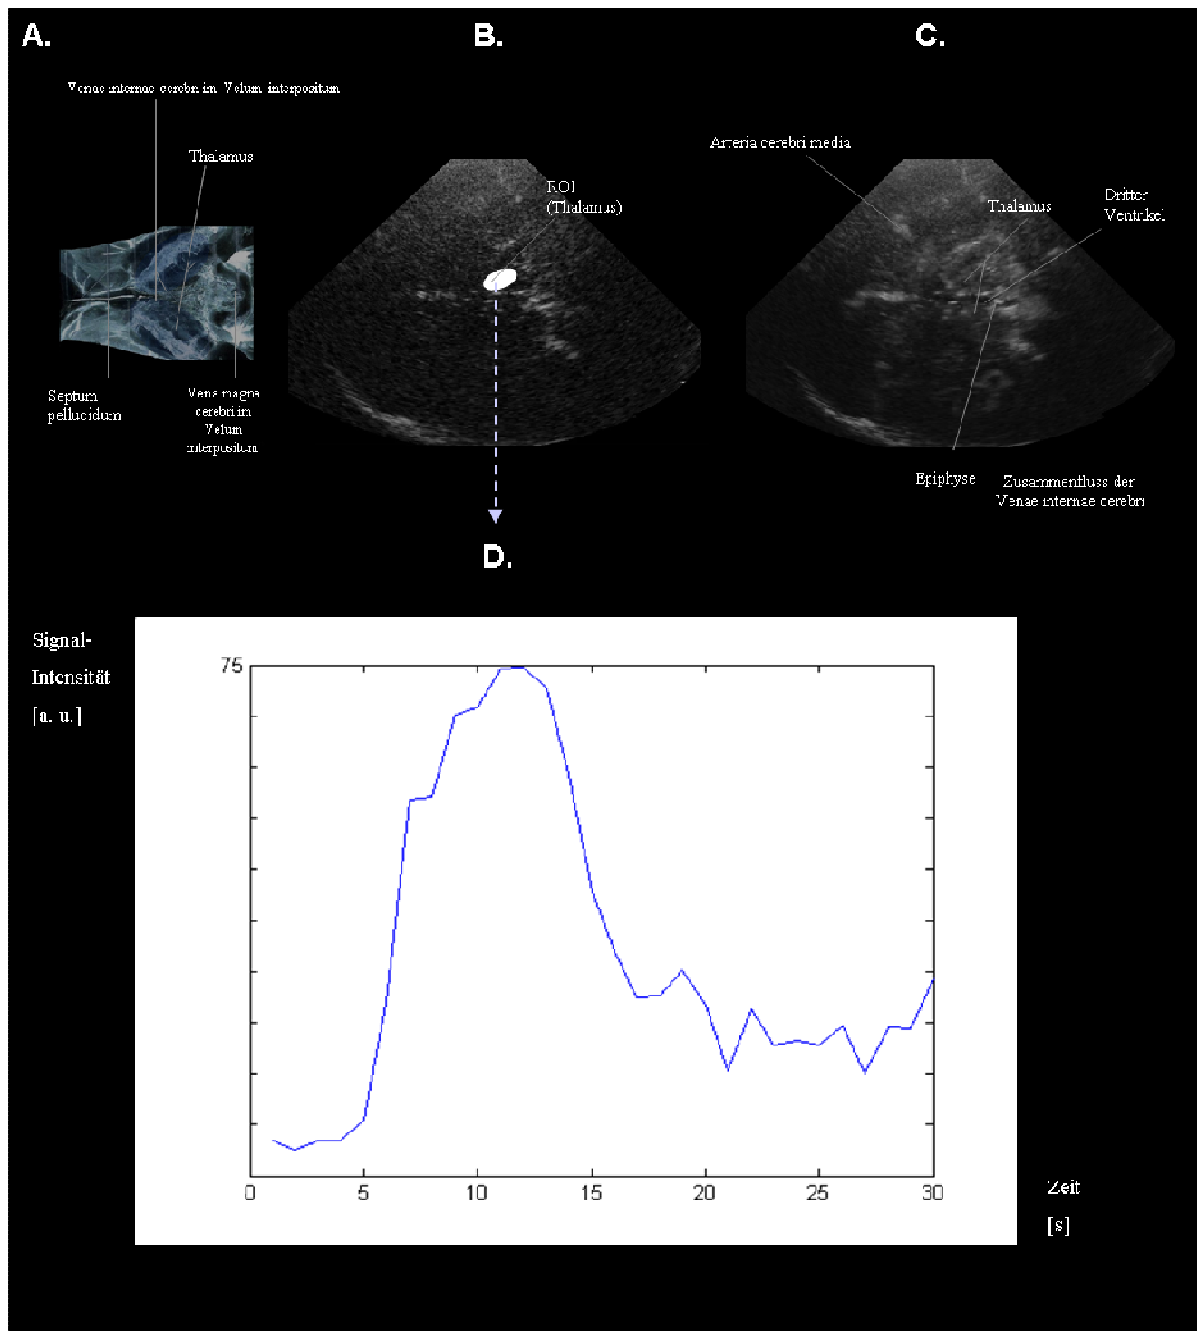 A.
B.
C.
Venae internae cerebri im Velum interpositum
Thalamus
Septum
pellucidum
Vena magna
cerebri im
Velum
interpositum
ROI
(Thalamus)
Arteria cerebri media
Thalamus
Dritter
Ventrikel
Epiphyse
Zusammenfluss der
Venae internae cerebri
D.
Signal-
Intensität
[a. u.]
75
0 5 10 15 20 25 30
Zeit
[s]